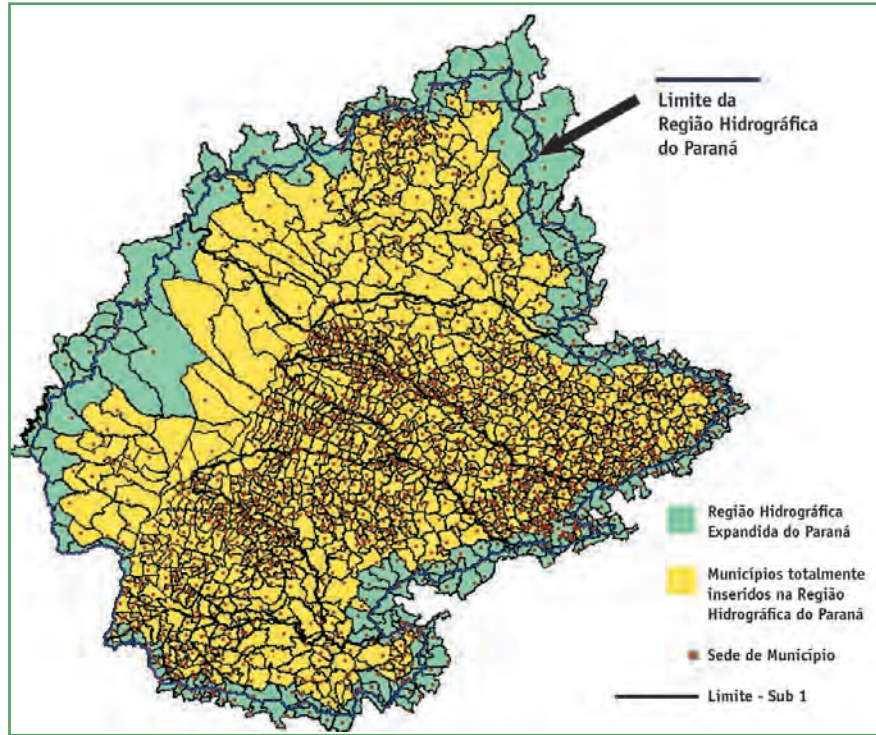 Limite da
Região Hidrográfica
do Paraná
Região Hidrográfica
Expandida do Paraná
Municípios totalmente
inseridos na Região
Hidrográfica do Paraná
Sede de Município
Limite - Sub 1